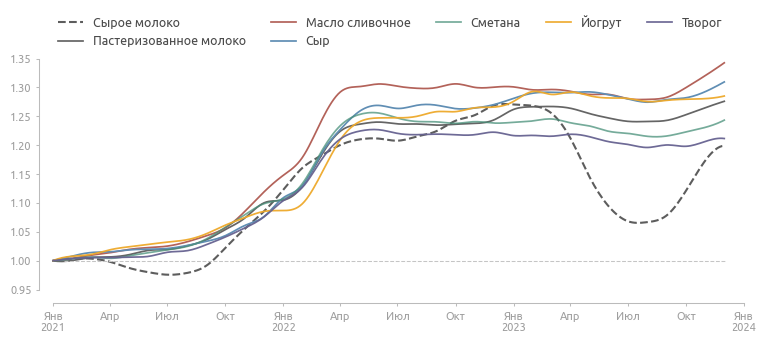 Сырое молоко Масло сливочное Сметана Йогрут Творог
Пастеризованное молоко Сыр
1.35
1.30
1.25
1.20
1.15
1.10
1.05
1.00
0.95
Янв Апр Июл Окт Янв Апр Июл Окт Янв Апр Июл Окт Янв
2021 2022 2023 2024